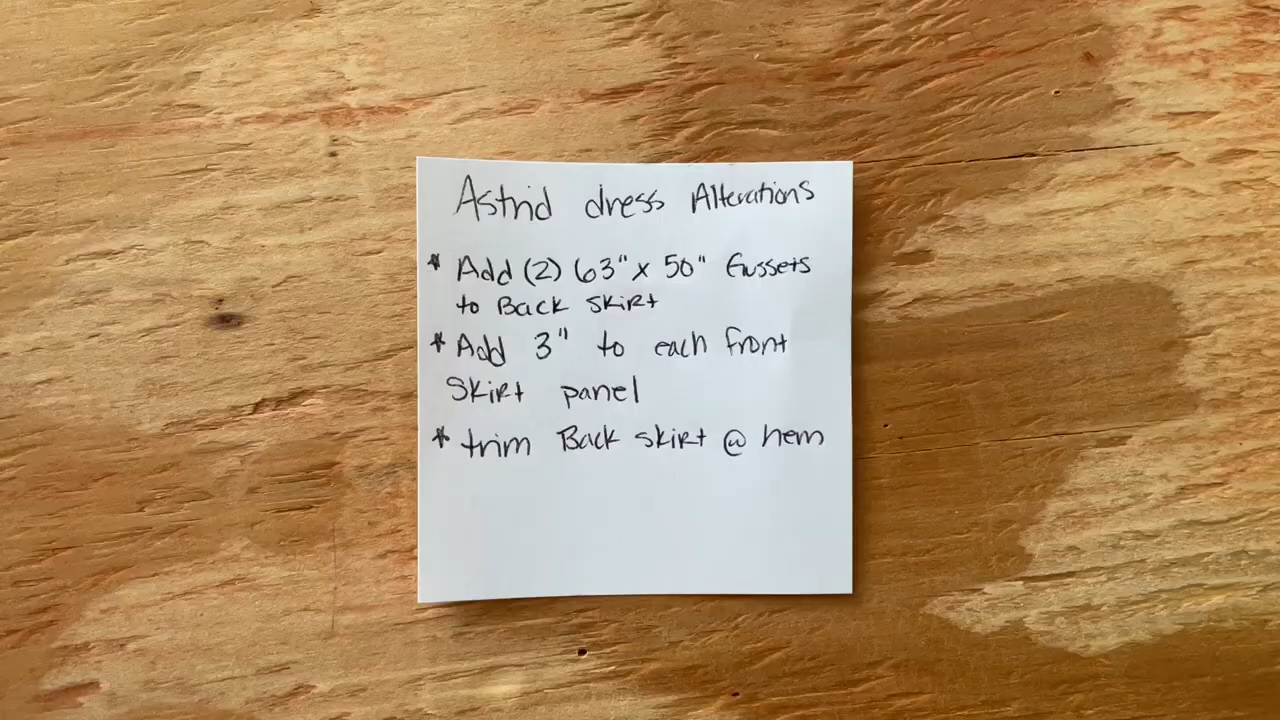 Astrid dress Alterations
* Add (2) 63" x 50" Gussets
to Back Skirt
* Add 3" to each front
Skirt panel
* trim Back skirt @ hem